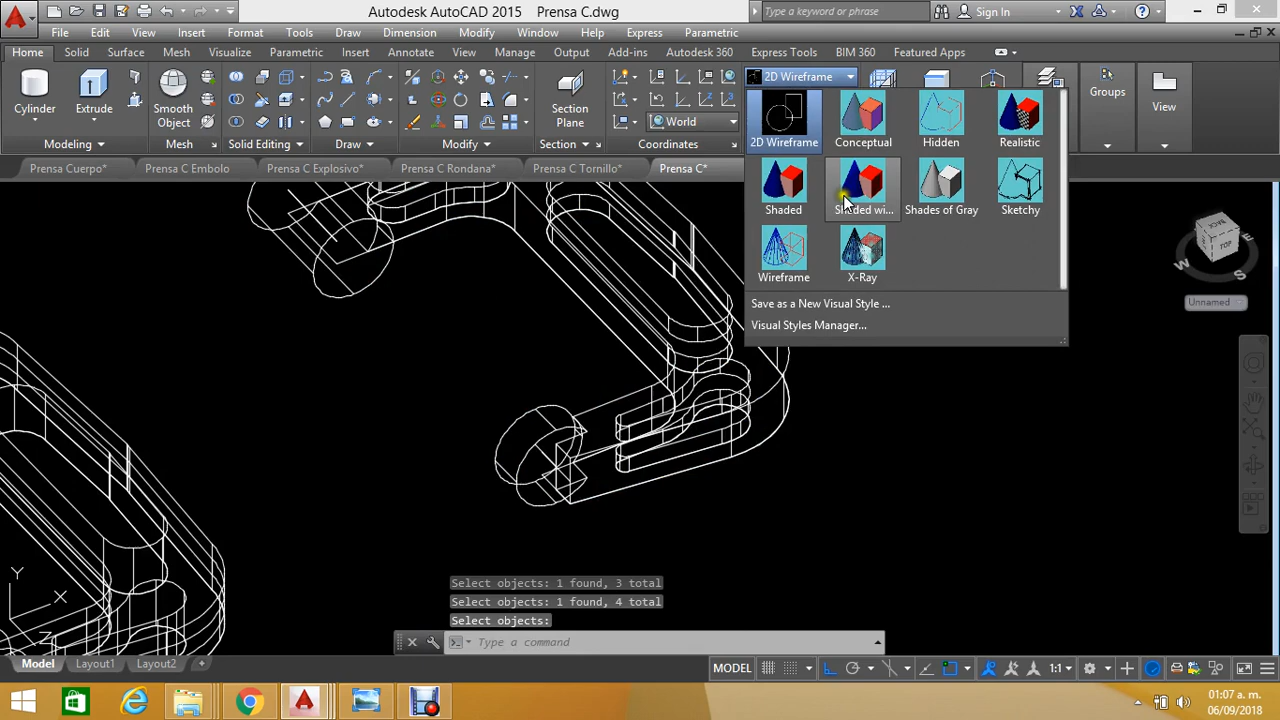 Autodesk AutoCAD 2015 Prensa C.dwg
Type a keyword or phrase
Sign In
File Edit View Insert Format Tools Draw Dimension Modify Window Help Express Parametric
Home Solid Surface Mesh Visualize Parametric Insert Annotate View Manage Output Add-ins Autodesk 360 Express Tools BIM 360 Featured Apps
2D Wireframe
Cylinder
Extrude
Smooth
Object
Section
Plane
World
Groups
View
Modeling
Mesh
Solid Editing
Draw
Modify
Section
Coordinates
2D Wireframe
Conceptual
Hidden
Realistic
Prensa Cuerpo*
Prensa C Embolo
Prensa C Explosivo*
Prensa C Rondana*
Prensa C Tornillo*
Prensa C*
Shaded
Shaded wi...
Shades of Gray
Sketchy
Wireframe
X-Ray
Save as a New Visual Style ...
Visual Styles Manager...
BACK
TOP
W
S
Unnamed
Y
X
Z
Select objects: 1 found, 3 total
Select objects: 1 found, 4 total
Select objects:
Type a command
Model
Layout1
Layout2
+
MODEL
1:1
01:07 a. m.
06/09/2018